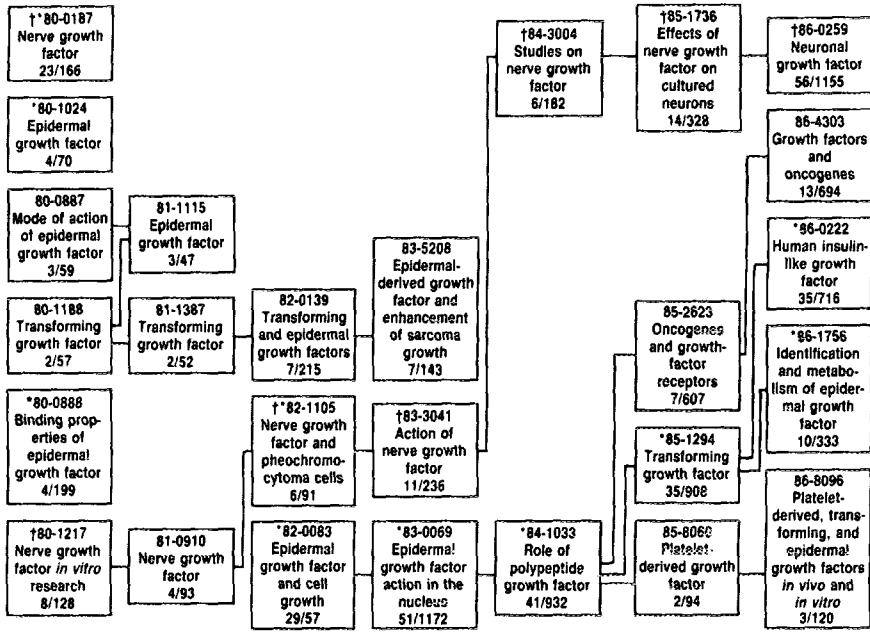 †*80-0187
Nerve growth
factor
23/166
*80-1024
Epidermal
growth factor
4/70
80-0887
Mode of action
of epidermal
growth factor
3/59
80-1188
Transforming
growth factor
2/57
*80-0888
Binding prop-
erties of
epidermal
growth factor
4/199
†80-1217
Nerve growth
factor in vitro
research
8/128
81-1115
Epidermal
growth factor
3/47
81-1387
Transforming
growth factor
2/52
81-0910
Nerve growth
factor
4/93
82-0139
Transforming
and epidermal
growth factors
7/215
†*82-1105
Nerve growth
factor and
pheochromo-
cytoma cells
6/91
*82-0083
Epidermal
growth factor
and cell
growth
29/57
83-5208
Epidermal-
derived growth
factor and
enhancement
of sarcoma
growth
7/143
†83-3041
Action of
nerve growth
factor
11/236
*83-0069
Epidermal
growth factor
action in the
nucleus
51/1172
†84-3004
Studies on
nerve growth
factor
6/182
*84-1033
Role of
polypeptide
growth factor
41/932
†85-1736
Effects of
nerve growth
factor on
cultured
neurons
14/328
85-2623
Oncogenes
and growth-
factor
receptors
7/607
*85-1294
Transforming
growth factor
35/908
85-8060
Platelet-
derived growth
factor
2/94
†86-0259
Neuronal
growth factor
56/1155
86-4303
Growth factors
and
oncogenes
13/694
*86-0222
Human insulin-
like growth
factor
35/716
*86-1756
Identification
and metabo-
lism of epider-
mal growth
factor
10/333
86-8096
Platelet-
derived, trans-
forming, and
epidermal
growth factors
in vivo and
in vitro
3/120